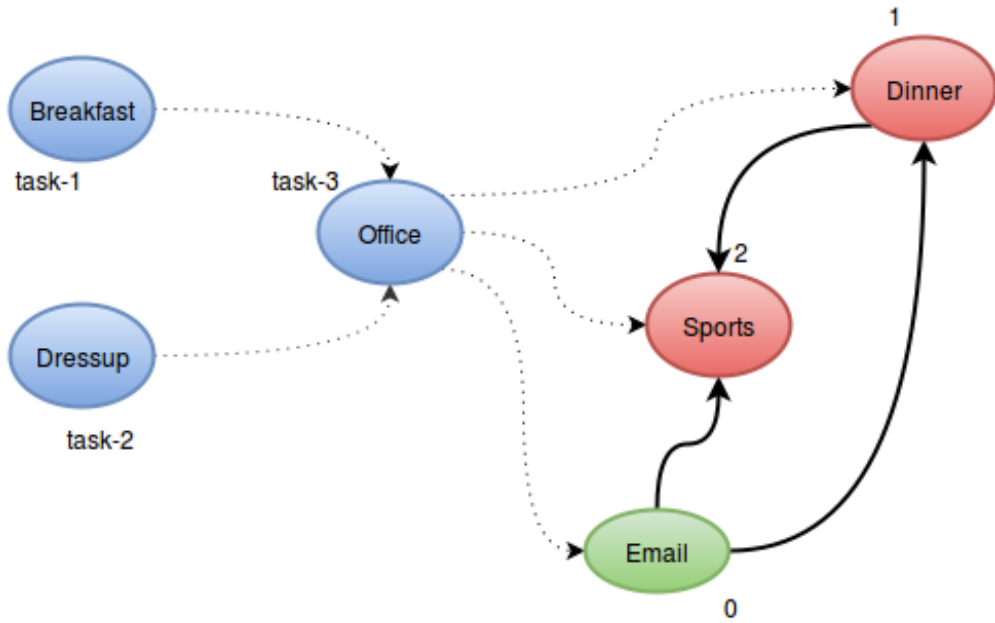 1
Dinner
Breakfast
task-1
task-3
Office
2
Sports
Dressup
task-2
Email
0